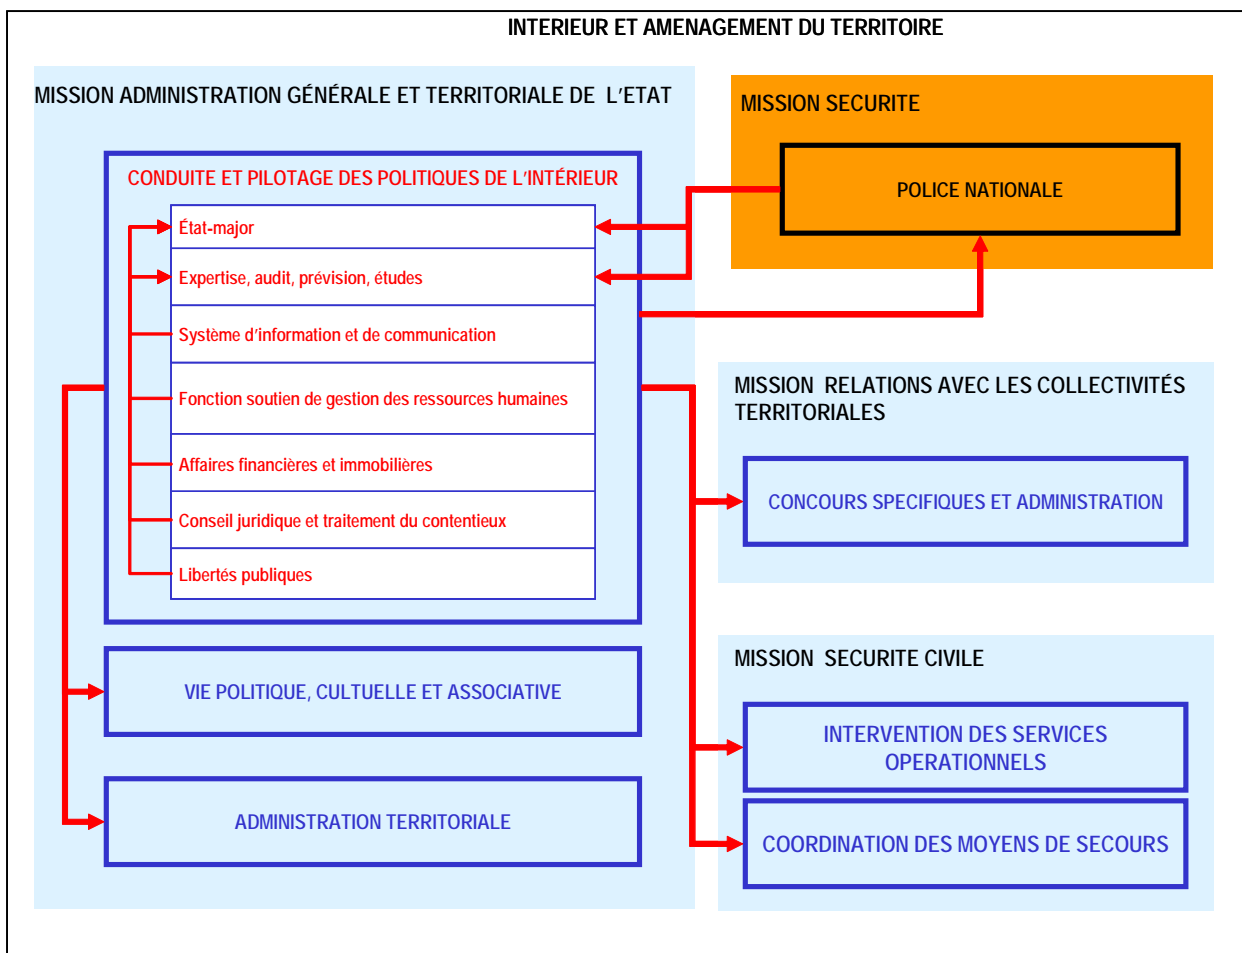 INTERIEUR ET AMENAGEMENT DU TERRITOIRE
MISSION ADMINISTRATION GÉNÉRALE ET TERRITORIALE DE L'ETAT
CONDUITE ET PILOTAGE DES POLITIQUES DE L'INTÉRIEUR
État-major
Expertise, audit, prévision, études
Système d'information et de communication
Fonction soutien de gestion des ressources humaines
Affaires financières et immobilières
Conseil juridique et traitement du contentieux
Libertés publiques
VIE POLITIQUE, CULTUELLE ET ASSOCIATIVE
ADMINISTRATION TERRITORIALE
MISSION SECURITE
POLICE NATIONALE
MISSION RELATIONS AVEC LES COLLECTIVITÉS
TERRITORIALES
CONCOURS SPECIFIQUES ET ADMINISTRATION
MISSION SECURITE CIVILE
INTERVENTION DES SERVICES
OPERATIONNELS
COORDINATION DES MOYENS DE SECOURS